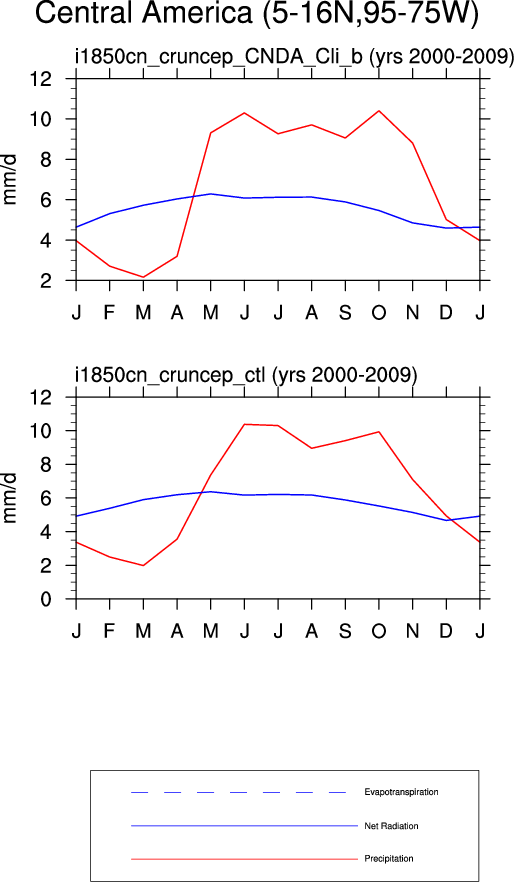 Central America (5-16N,95-75W)
i1850cn_cruncep_CNDA_Cli_b (yrs 2000-2009)
12
10
8
6
4
2
mm/d
J F M A M J J A S O N D J
i1850cn_cruncep_ctl (yrs 2000-2009)
12
10
8
6
4
2
0
mm/d
J F M A M J J A S O N D J
Evapotranspiration
Net Radiation
Precipitation